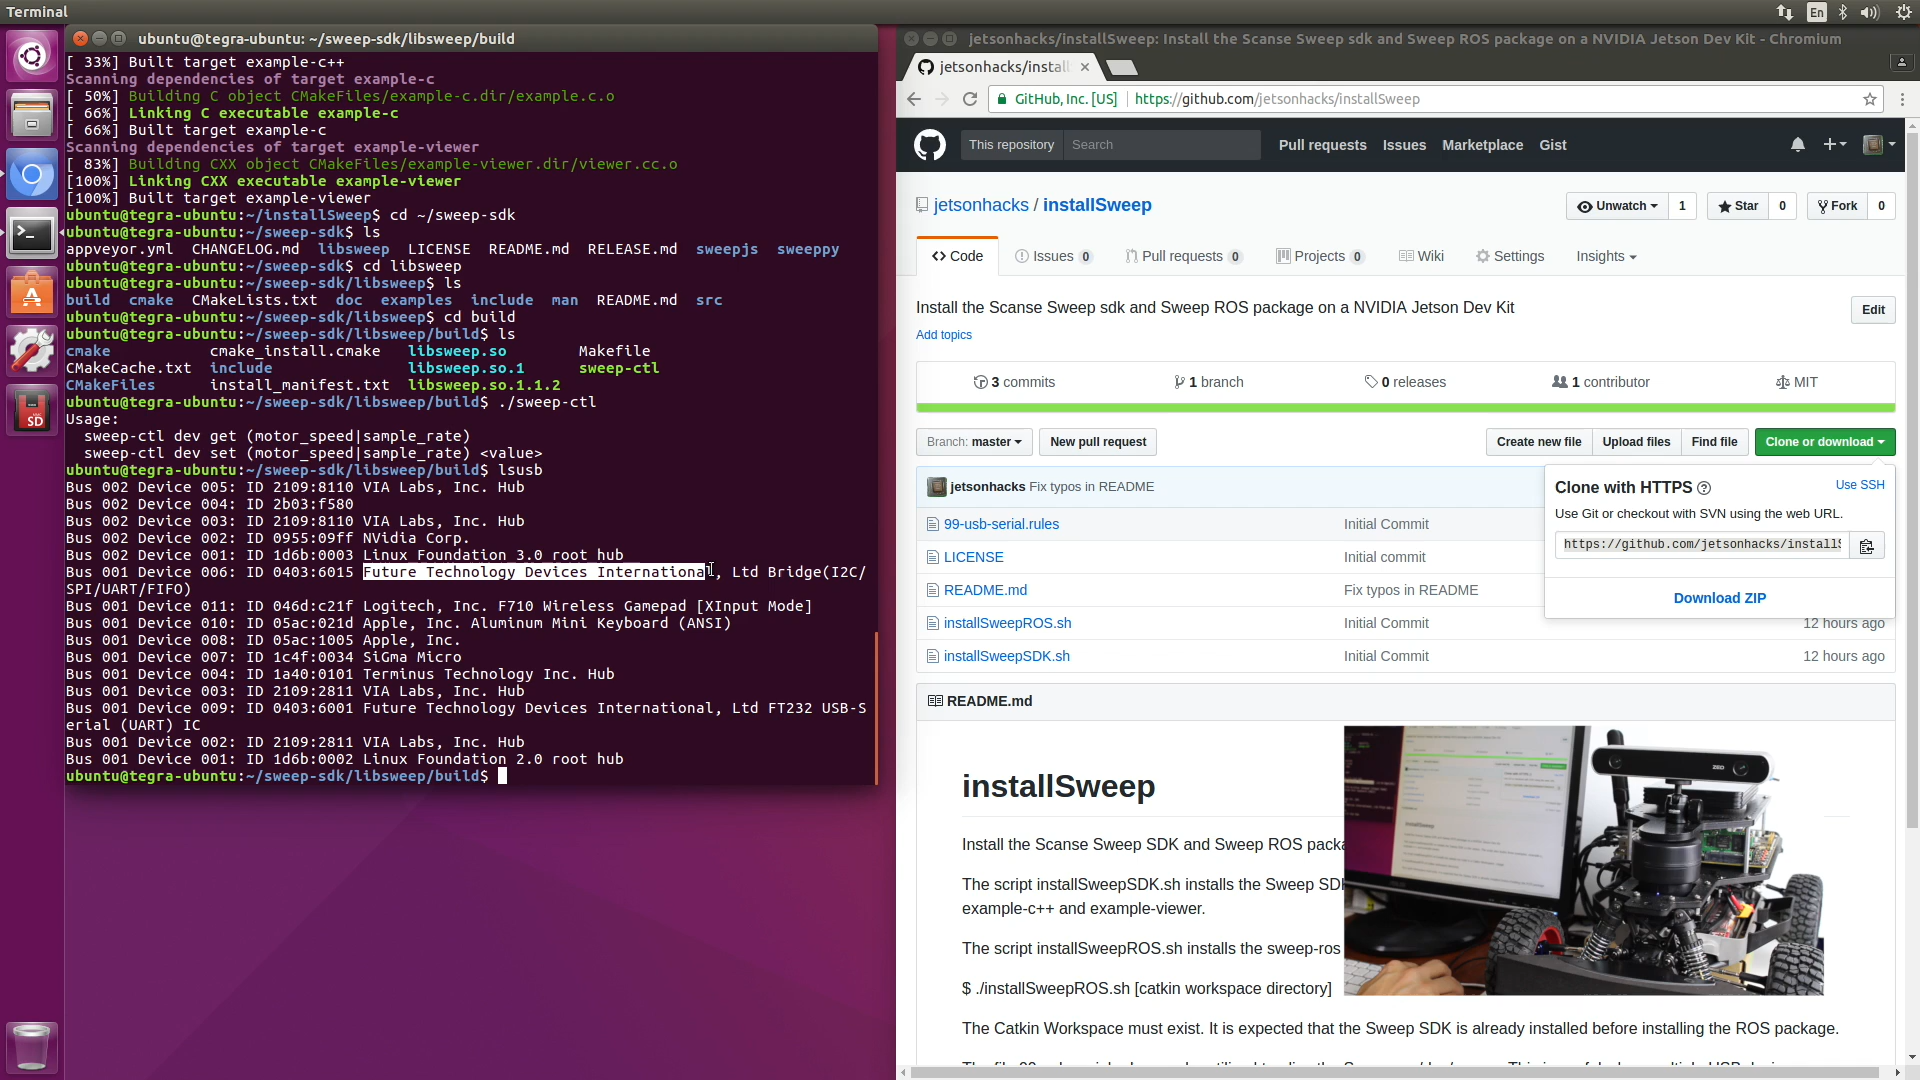 Terminal
En
ubuntu@tegra-ubuntu: ~/sweep-sdk/libsweep/build
[ 33%] Built target example-c++
Scanning dependencies of target example-c
[ 50%] Building C object CMakeFiles/example-c.dir/example.c.o
[ 66%] Linking C executable example-c
[ 66%] Built target example-c
Scanning dependencies of target example-viewer
[ 83%] Building CXX object CMakeFiles/example-viewer.dir/viewer.cc.o
[100%] Linking CXX executable example-viewer
[100%] Built target example-viewer
ubuntu@tegra-ubuntu:~/installSweep$ cd ~/sweep-sdk
ubuntu@tegra-ubuntu:~/sweep-sdk$ ls
appveyor.yml CHANGELOG.md libsweep LICENSE README.md RELEASE.md sweepjs sweeppy
ubuntu@tegra-ubuntu:~/sweep-sdk$ cd libsweep
ubuntu@tegra-ubuntu:~/sweep-sdk/libsweep$ ls
build cmake CMakeLists.txt doc examples include man README.md src
ubuntu@tegra-ubuntu:~/sweep-sdk/libsweep$ cd build
ubuntu@tegra-ubuntu:~/sweep-sdk/libsweep/build$ ls
cmake cmake_install.cmake libsweep.so Makefile
CMakeCache.txt include libsweep.so.1 sweep-ctl
CMakeFiles install_manifest.txt libsweep.so.1.1.2
ubuntu@tegra-ubuntu:~/sweep-sdk/libsweep/build$ ./sweep-ctl
Usage:
sweep-ctl dev get (motor_speed|sample_rate)
sweep-ctl dev set (motor_speed|sample_rate) <value>
ubuntu@tegra-ubuntu:~/sweep-sdk/libsweep/build$ lsusb
Bus 002 Device 005: ID 2109:8110 VIA Labs, Inc. Hub
Bus 002 Device 004: ID 2b03:f580
Bus 002 Device 003: ID 2109:8110 VIA Labs, Inc. Hub
Bus 002 Device 002: ID 0955:09ff NVidia Corp.
Bus 002 Device 001: ID 1d6b:0003 Linux Foundation 3.0 root hub
Bus 001 Device 006: ID 0403:6015 Future Technology Devices International, Ltd Bridge(I2C/
SPI/UART/FIFO)
Bus 001 Device 011: ID 046d:c21f Logitech, Inc. F710 Wireless Gamepad [XInput Mode]
Bus 001 Device 010: ID 05ac:021d Apple, Inc. Aluminum Mini Keyboard (ANSI)
Bus 001 Device 008: ID 05ac:1005 Apple, Inc.
Bus 001 Device 007: ID 1c4f:0034 SiGma Micro
Bus 001 Device 004: ID 1a40:0101 Terminus Technology Inc. Hub
Bus 001 Device 003: ID 2109:2811 VIA Labs, Inc. Hub
Bus 001 Device 009: ID 0403:6001 Future Technology Devices International, Ltd FT232 USB-S
erial (UART) IC
Bus 001 Device 002: ID 2109:2811 VIA Labs, Inc. Hub
Bus 001 Device 001: ID 1d6b:0002 Linux Foundation 2.0 root hub
ubuntu@tegra-ubuntu:~/sweep-sdk/libsweep/build$
SD
jetsonhacks/installSweep: Install the Scanse Sweep sdk and Sweep ROS package on a NVIDIA Jetson Dev Kit - Chromium
jetsonhacks/instal
GitHub, Inc. [US] https://github.com/jetsonhacks/installSweep
This repository Search Pull requests Issues Marketplace Gist
jetsonhacks / installSweep Unwatch 1 Star 0 Fork 0
Code Issues 0 Pull requests 0 Projects 0 Wiki Settings Insights
Install the Scanse Sweep sdk and Sweep ROS package on a NVIDIA Jetson Dev Kit Edit
Add topics
3 commits 1 branch 0 releases 1 contributor MIT
Branch: master New pull request Create new file Upload files Find file Clone or download
jetsonhacks Fix typos in README
99-usb-serial.rules Initial Commit
LICENSE Initial commit
README.md Fix typos in README
installSweepROS.sh Initial Commit 12 hours ago
installSweepSDK.sh Initial Commit 12 hours ago
Clone with HTTPS ? Use SSH
Use Git or checkout with SVN using the web URL.
https://github.com/jetsonhacks/installS
Download ZIP
README.md
installSweep
Install the Scanse Sweep SDK and Sweep ROS packa
The script installSweepSDK.sh installs the Sweep SDK
example-c++ and example-viewer.
The script installSweepROS.sh installs the sweep-ros
$ ./installSweepROS.sh [catkin workspace directory]
The Catkin Workspace must exist. It is expected that the Sweep SDK is already installed before installing the ROS package.
ZED